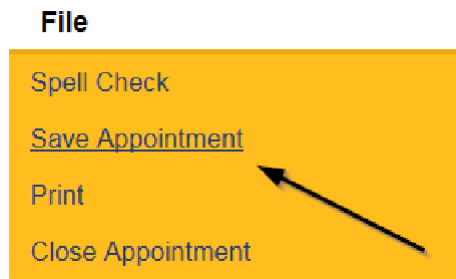 File
Spell Check
Save Appointment
Print
Close Appointment